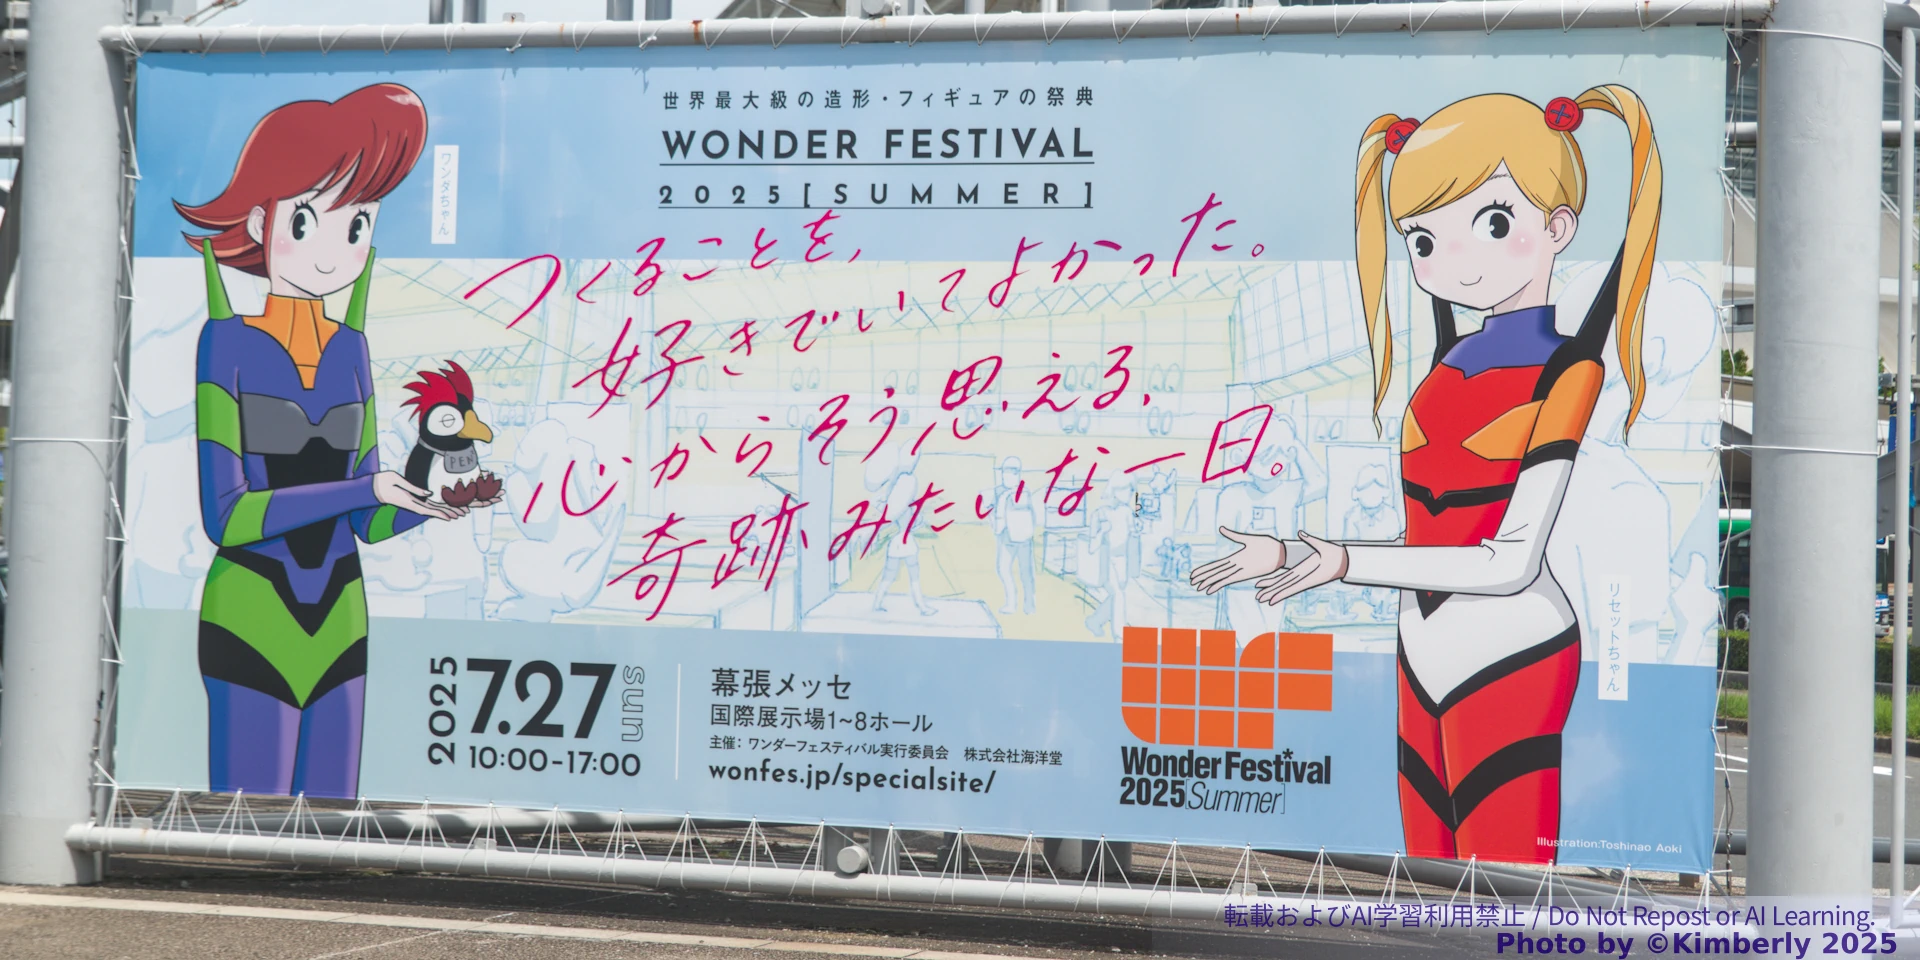 世界最大級の造形・フィギュアの祭典
WONDER FESTIVAL
2025[SUMMER]
ワンダちゃん
つくることを、
好きでいてよかった。
心からそう思える、
奇跡みたいな一日。
PEN
リセットちゃん
2025
7.27
sun
10:00-17:00
幕張メッセ
国際展示場1~8ホール
主催：ワンダーフェスティバル実行委員会　株式会社海洋堂
wonfes.jp/specialsite/
Wonder Festival
2025[Summer]
Illustration:Toshinao Aoki
転載およびAI学習利用禁止 / Do Not Repost or AI Learning.
Photo by ©Kimberly 2025